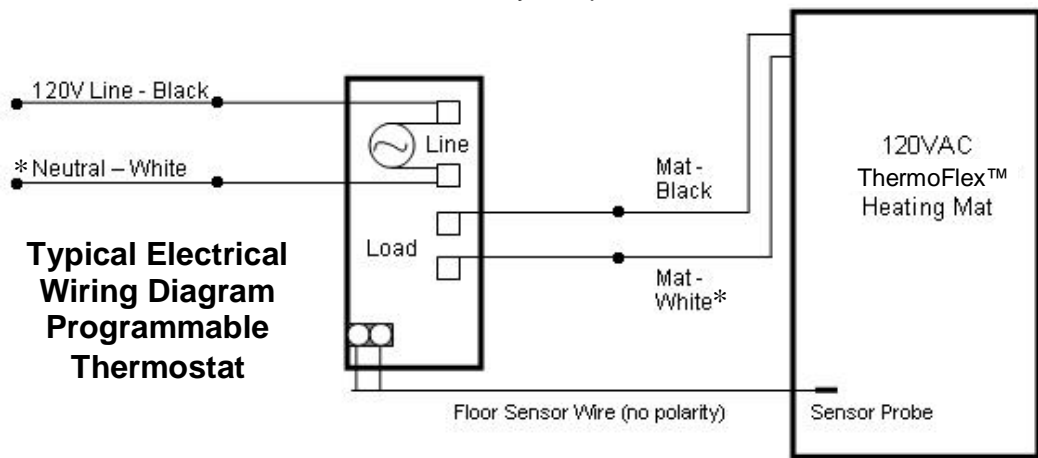 120V Line - Black
* Neutral – White
Line
Load
Typical Electrical
Wiring Diagram
Programmable
Thermostat
Mat -
Black
Mat -
White*
120VAC
ThermoFlex™
Heating Mat
Floor Sensor Wire (no polarity)
Sensor Probe